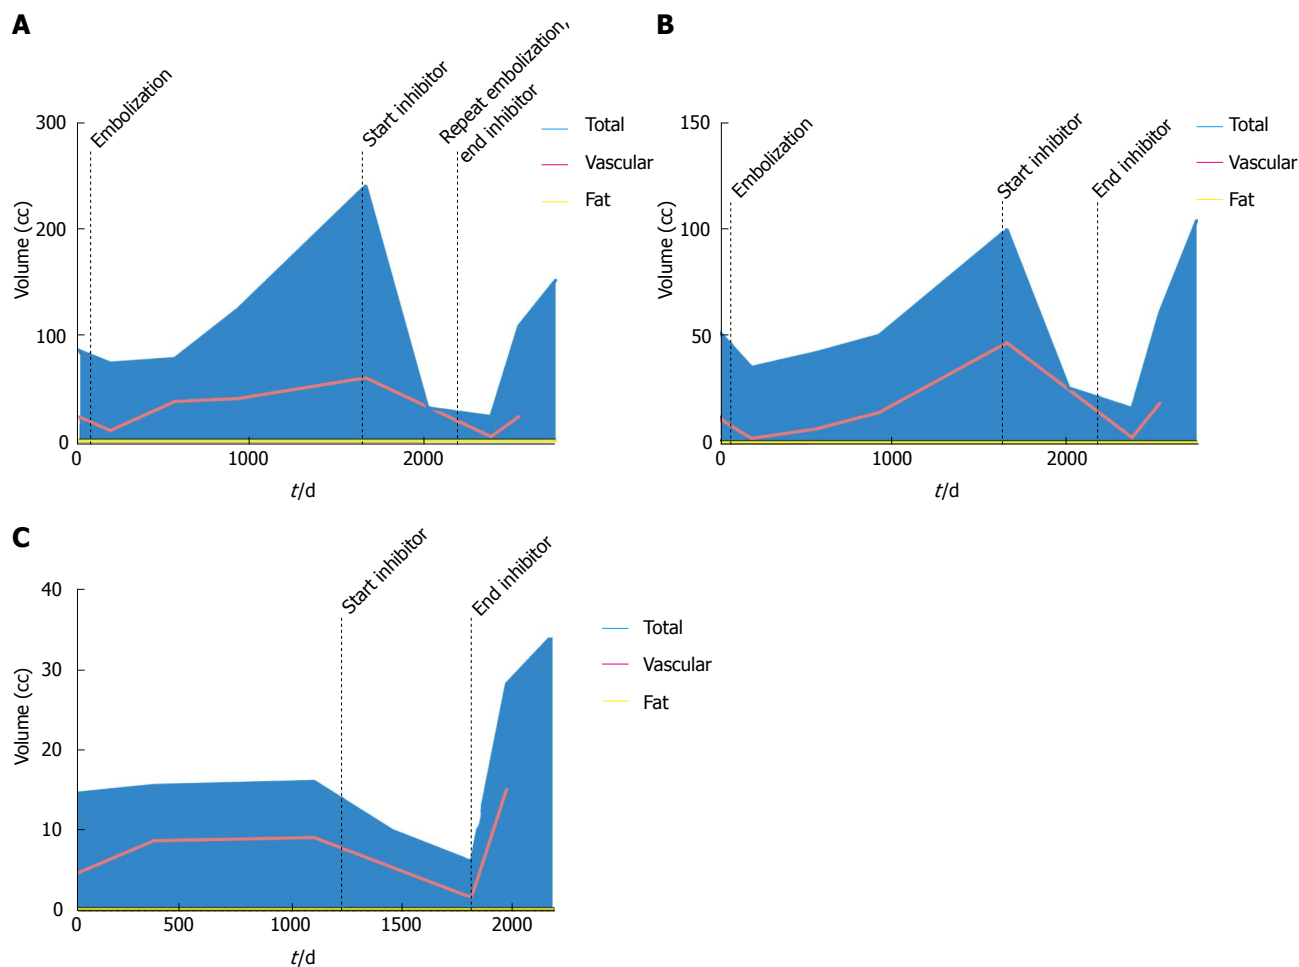 A
Embolization
Start inhibitor
Repeat embolization,
end inhibitor
Total
Vascular
Fat
300
200
100
0
Volume (cc)
0 1000 2000
t/d
B
Embolization
Start inhibitor
End inhibitor
Total
Vascular
Fat
150
100
50
0
Volume (cc)
0 1000 2000
t/d
C
Start inhibitor
End inhibitor
Total
Vascular
Fat
40
30
20
10
0
Volume (cc)
0 500 1000 1500 2000
t/d